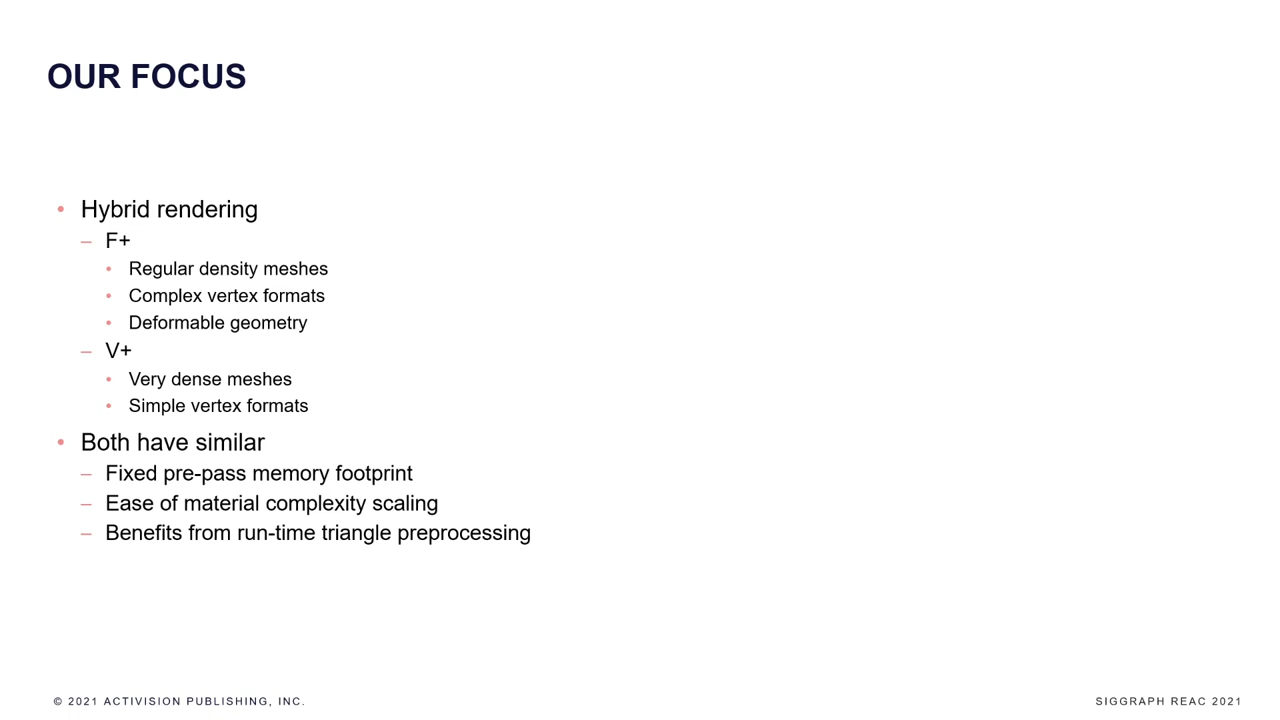 OUR FOCUS
• Hybrid rendering
– F+
• Regular density meshes
• Complex vertex formats
• Deformable geometry
– V+
• Very dense meshes
• Simple vertex formats
• Both have similar
– Fixed pre-pass memory footprint
– Ease of material complexity scaling
– Benefits from run-time triangle preprocessing
© 2021 ACTIVISION PUBLISHING, INC.
SIGGRAPH REAC 2021